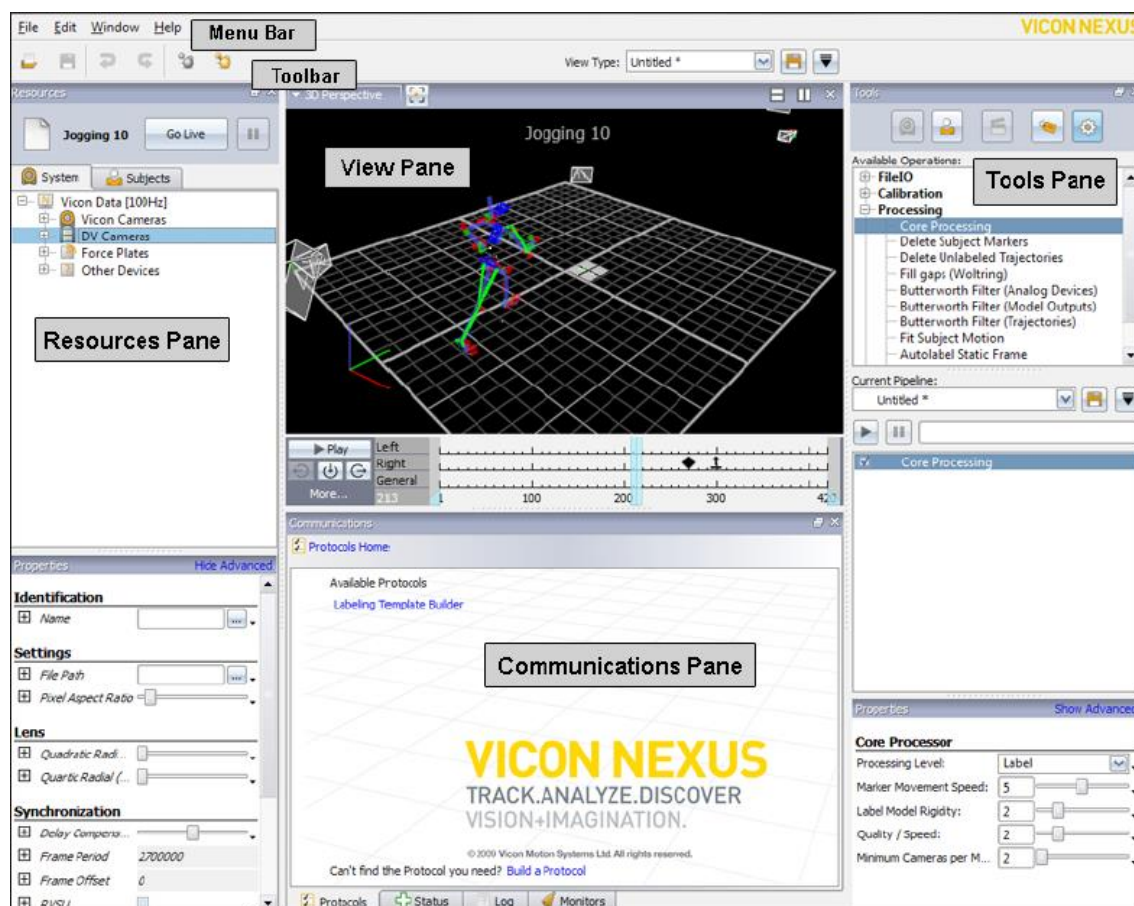 File Edit Window Help
Menu Bar
VICON NEXUS
Toolbar
View Type: Untitled *
Resources
Jogging 10 Go Live
System Subjects
Vicon Data [100Hz]
Vicon Cameras
DV Cameras
Force Plates
Other Devices
Resources Pane
Properties Hide Advanced
Identification
Name
Settings
File Path
Pixel Aspect Ratio
Lens
Quadratic Radi...
Quartic Radial (...
Synchronization
Delay Compens...
Frame Period 2700000
Frame Offset 0
3D Perspective
Jogging 10
View Pane
Play
Left
Right
General
More... 213
1 100 200 300
Communications
Protocols Home
Available Protocols
Labeling Template Builder
Communications Pane
VICON NEXUS
TRACK.ANALYZE.DISCOVER
VISION+IMAGINATION.
© 2009 Vicon Motion Systems Ltd. All rights reserved.
Can't find the Protocol you need? Build a Protocol
Protocols Status Log Monitors
Tools
Available Operations:
Tools Pane
FileIO
Calibration
Processing
Core Processing
Delete Subject Markers
Delete Unlabeled Trajectories
Fill gaps (Woltring)
Butterworth Filter (Analog Devices)
Butterworth Filter (Model Outputs)
Butterworth Filter (Trajectories)
Fit Subject Motion
Autolabel Static Frame
Current Pipeline:
Untitled *
Core Processing
Properties Show Advanced
Core Processor
Processing Level: Label
Marker Movement Speed: 5
Label Model Rigidity: 2
Quality / Speed: 2
Minimum Cameras per M... 2